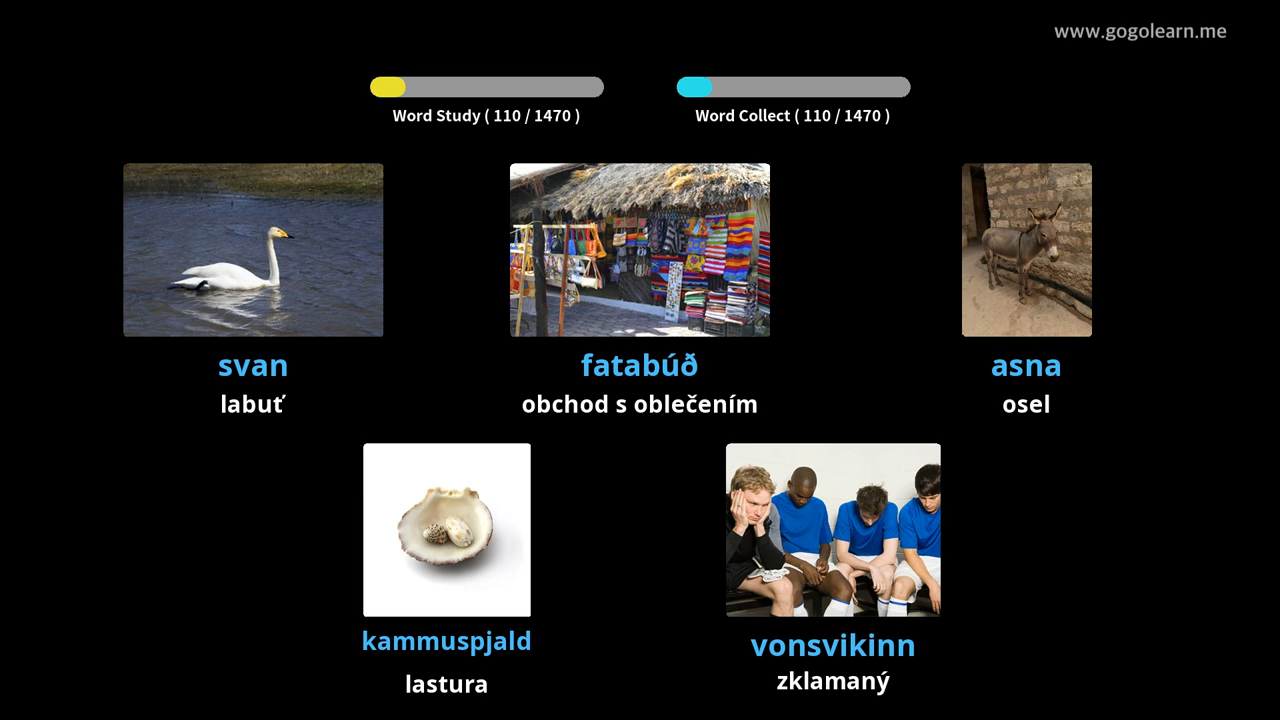 www.gogolearn.me
Word Study ( 110 / 1470 )
Word Collect ( 110 / 1470 )
svan
fatabúð
asna
labuť
obchod s oblečením
osel
kammuspjald
vonsvikinn
lastura
zklamaný